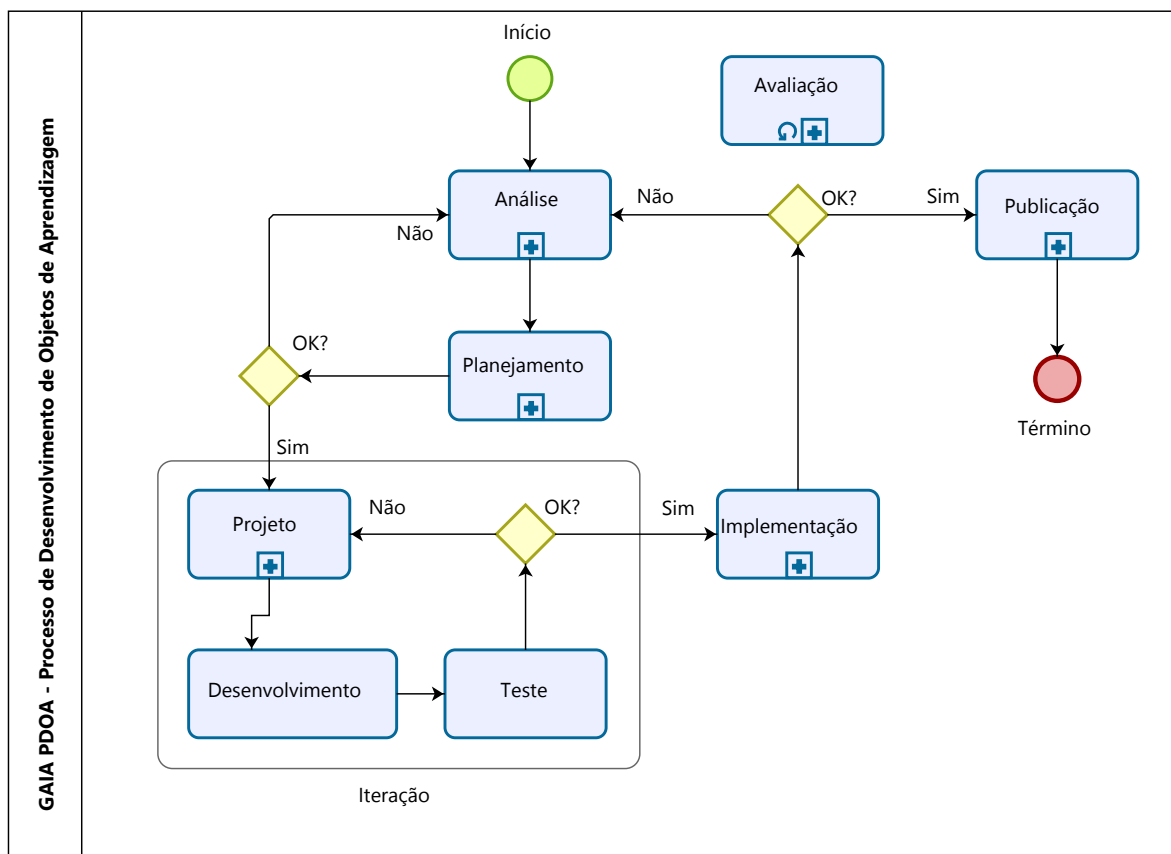 GAIA PDOA - Processo de Desenvolvimento de Objetos de Aprendizagem
Início
Avaliação
Análise
Não
OK?
Sim
Publicação
Não
OK?
Planejamento
Término
Sim
Projeto
Não
OK?
Sim
Implementação
Desenvolvimento
Teste
Iteração